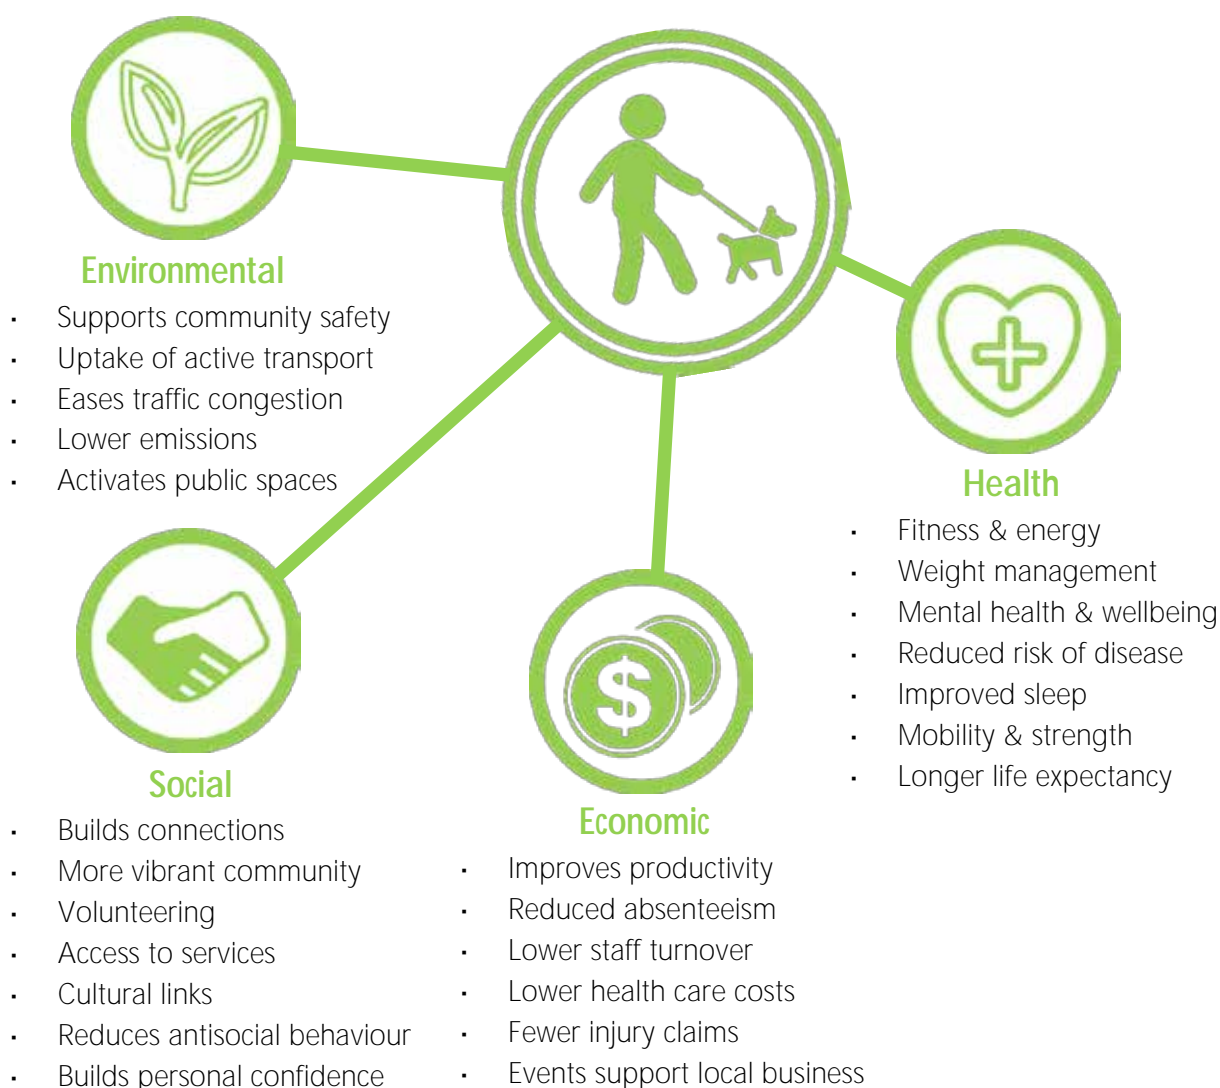 Environmental
· Supports community safety
· Uptake of active transport
· Eases traffic congestion
· Lower emissions
· Activates public spaces
Health
· Fitness & energy
· Weight management
· Mental health & wellbeing
· Reduced risk of disease
· Improved sleep
· Mobility & strength
· Longer life expectancy
Social
· Builds connections
· More vibrant community
· Volunteering
· Access to services
· Cultural links
· Reduces antisocial behaviour
· Builds personal confidence
$
Economic
· Improves productivity
· Reduced absenteeism
· Lower staff turnover
· Lower health care costs
· Fewer injury claims
· Events support local business